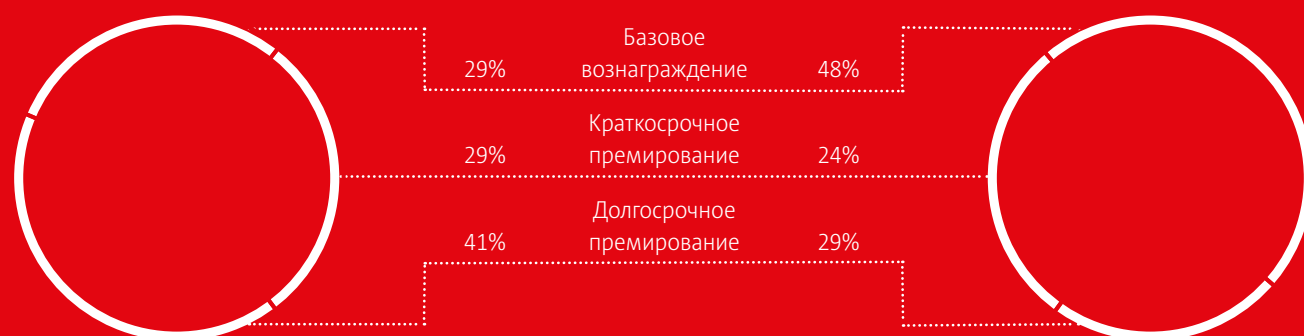 Базовое
29% вознаграждение 48%
Краткосрочное
29% премирование 24%
Долгосрочное
41% премирование 29%